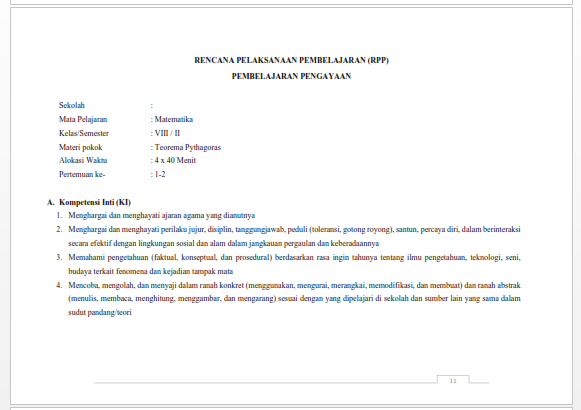 RENCANA PELAKSANAAN PEMBELAJARAN (RPP)
PEMBELAJARAN PENGAYAAN
Sekolah :
Mata Pelajaran : Matematika
Kelas/Semester : VIII / II
Materi pokok : Teorema Pythagoras
Alokasi Waktu : 4 x 40 Menit
Pertemuan ke- : 1-2
A. Kompetensi Inti (KI)
1. Menghargai dan menghayati ajaran agama yang dianutnya
2. Menghargai dan menghayati perilaku jujur, disiplin, tanggungjawab, peduli (toleransi, gotong royong), santun, percaya diri, dalam berinteraksi
secara efektif dengan lingkungan sosial dan alam dalam jangkauan pergaulan dan keberadaannya
3. Memahami pengetahuan (faktual, konseptual, dan prosedural) berdasarkan rasa ingin tahunya tentang ilmu pengetahuan, teknologi, seni,
budaya terkait fenomena dan kejadian tampak mata
4. Mencoba, mengolah, dan menyaji dalam ranah konkret (menggunakan, mengurai, merangkai, memodifikasi, dan membuat) dan ranah abstrak
(menulis, membaca, menghitung, menggambar, dan mengarang) sesuai dengan yang dipelajari di sekolah dan sumber lain yang sama dalam
sudut pandang/teori
11